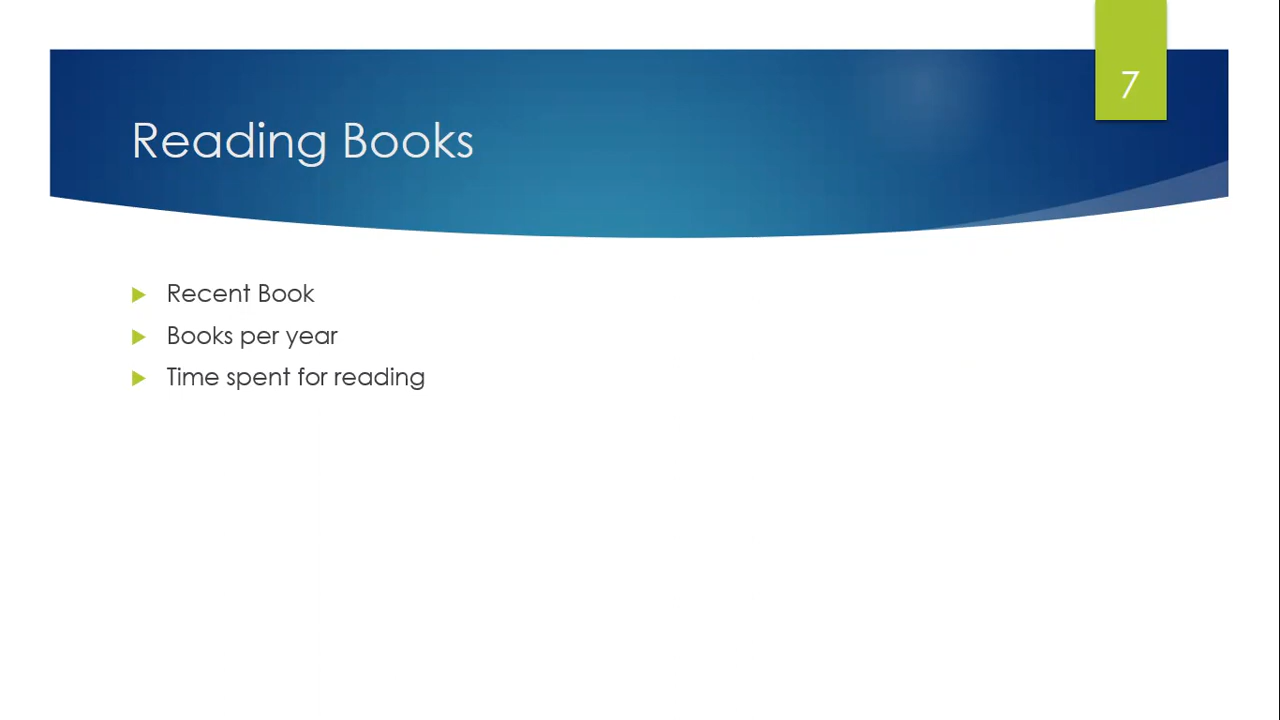 7
Reading Books
Recent Book
Books per year
Time spent for reading